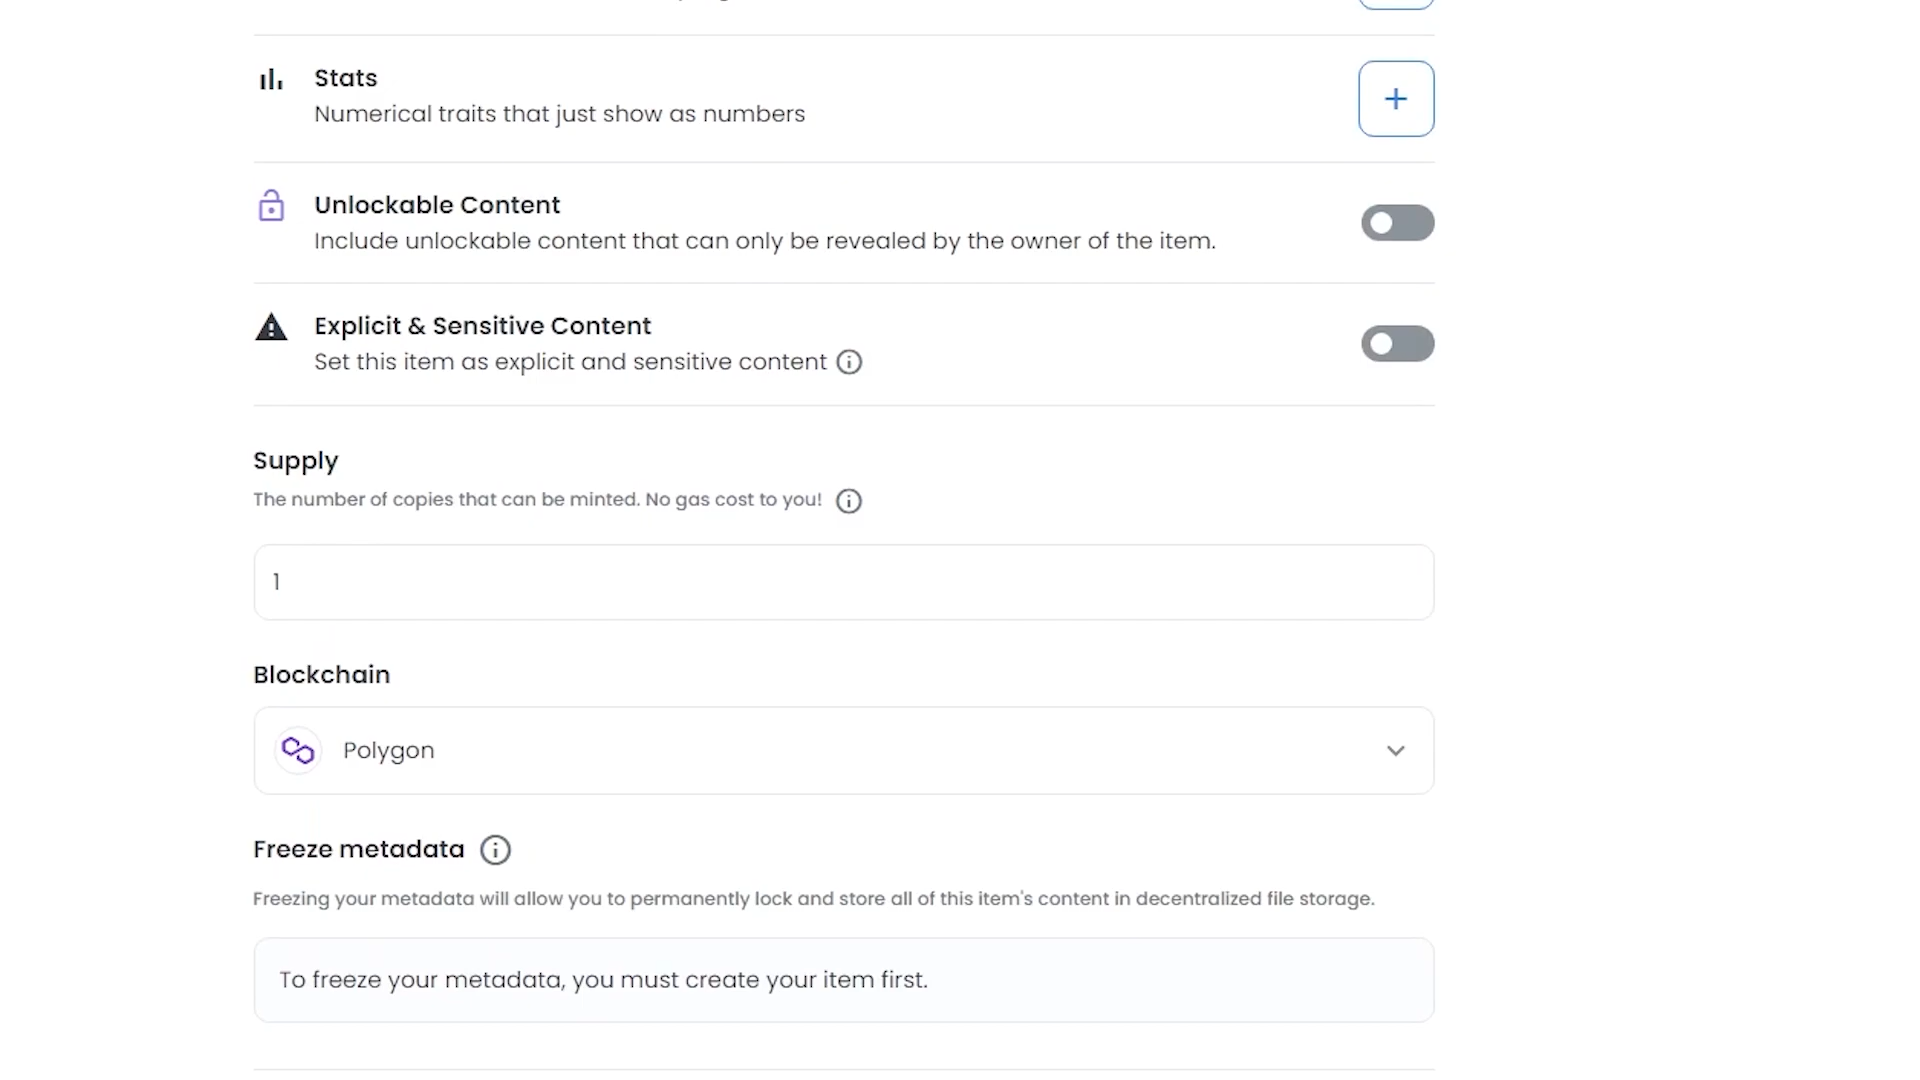 Stats
Numerical traits that just show as numbers
Unlockable Content
Include unlockable content that can only be revealed by the owner of the item.
Explicit & Sensitive Content
Set this item as explicit and sensitive content
Supply
The number of copies that can be minted. No gas cost to you!
1
Blockchain
Polygon
Freeze metadata
Freezing your metadata will allow you to permanently lock and store all of this item's content in decentralized file storage.
To freeze your metadata, you must create your item first.